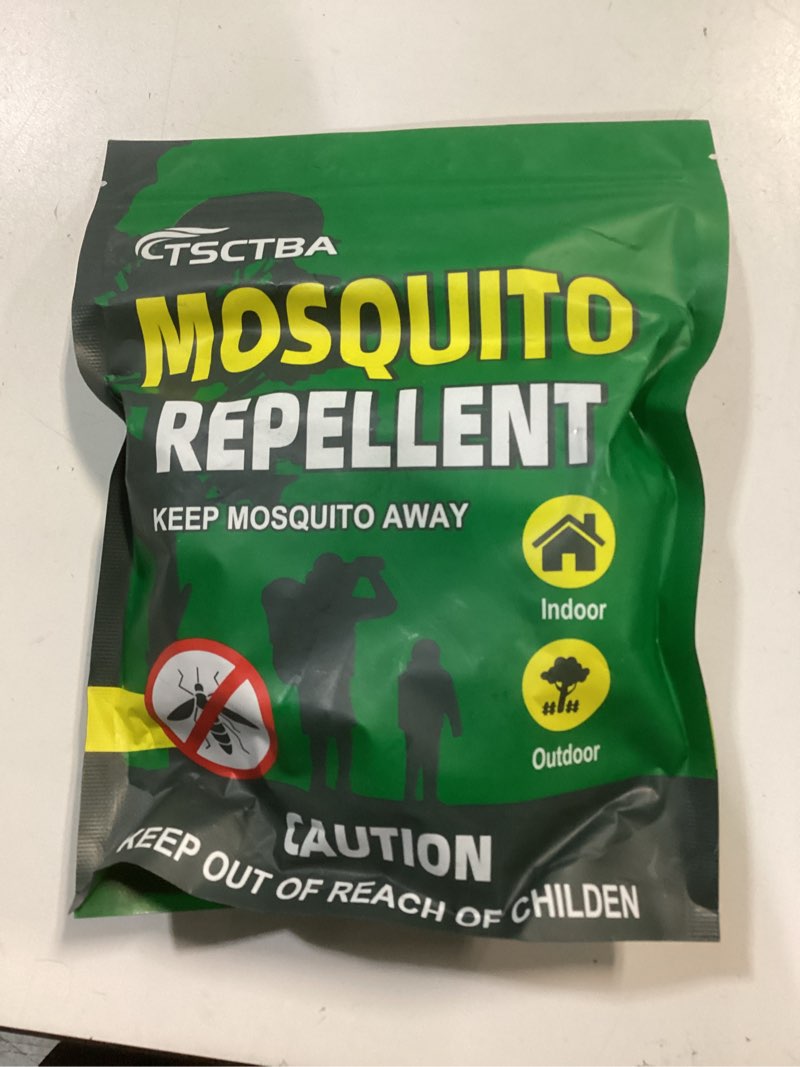 TSCTBA
MOSQUITO
REPELLENT
KEEP MOSQUITO AWAY
Indoor
Outdoor
CAUTION
KEEP OUT OF REACH OF CHILDEN